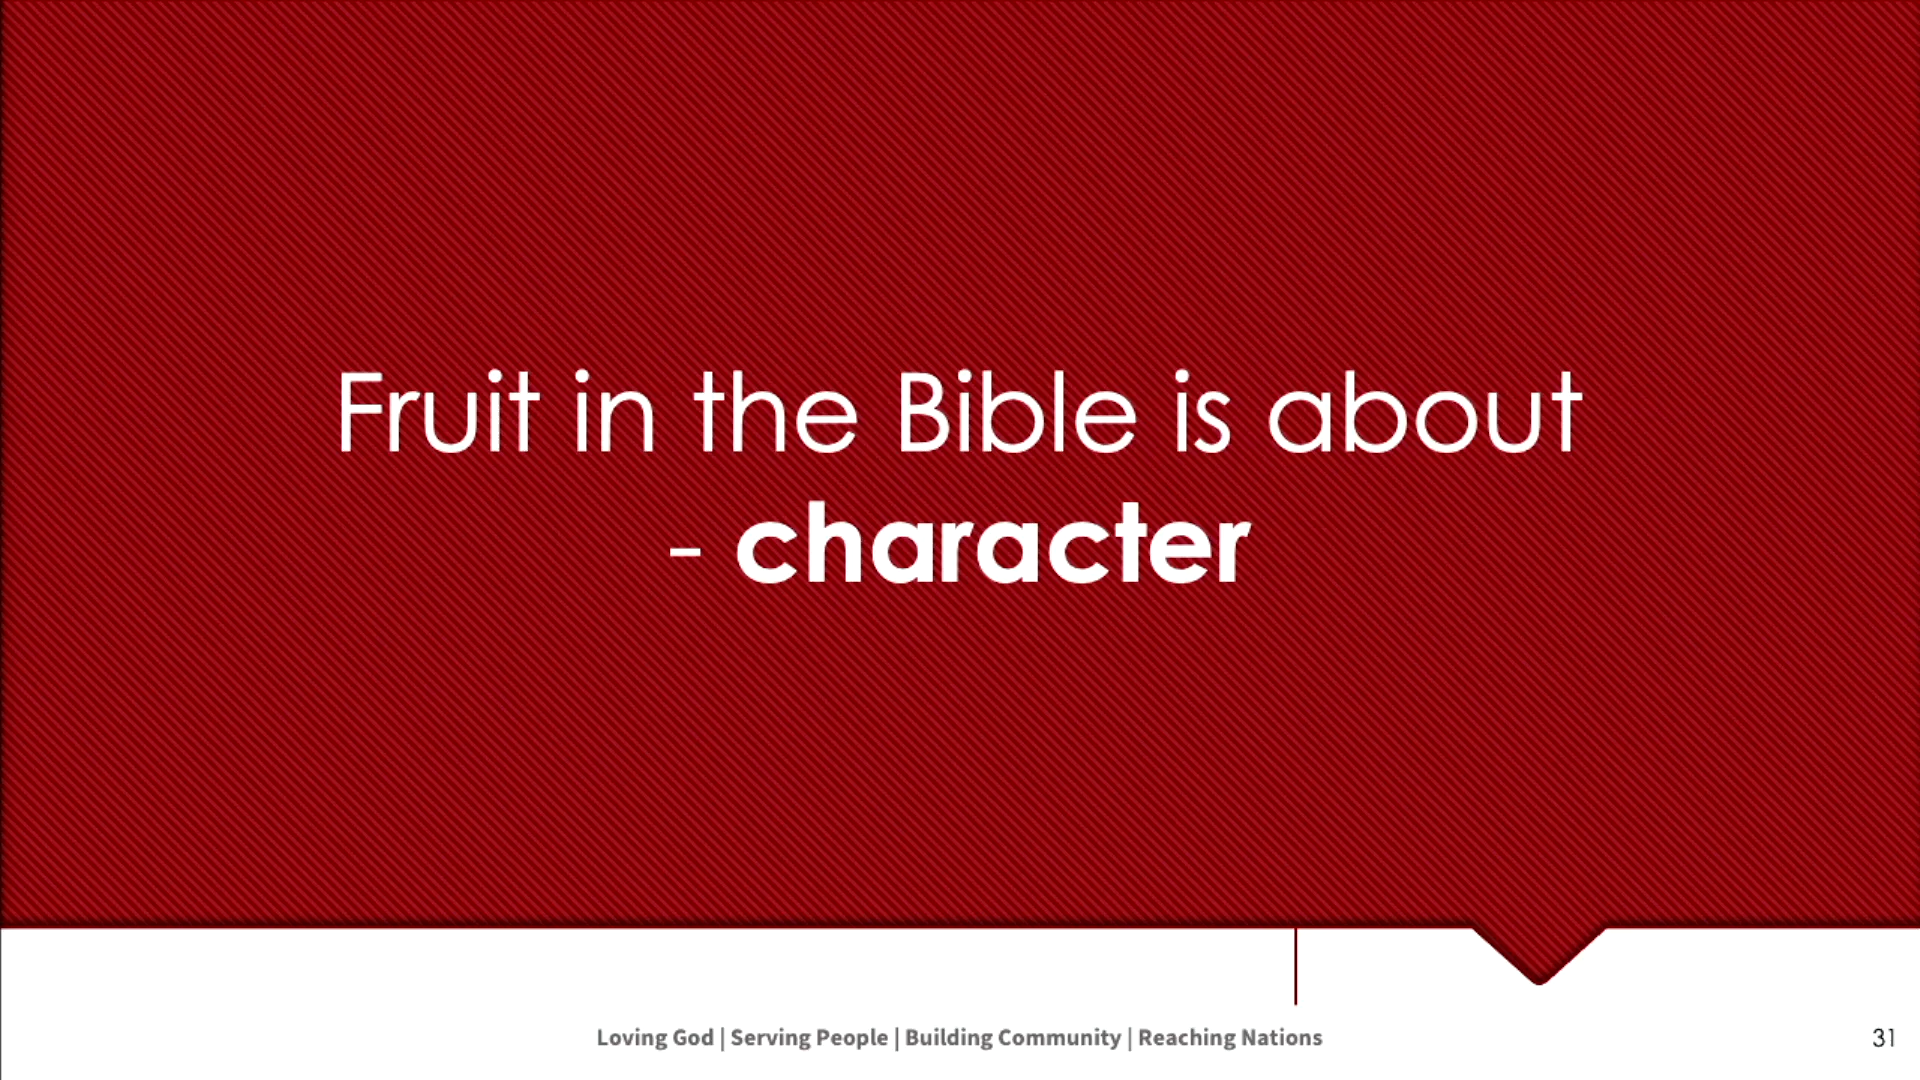 Fruit in the Bible is about
- character
Loving God | Serving People | Building Community | Reaching Nations
31